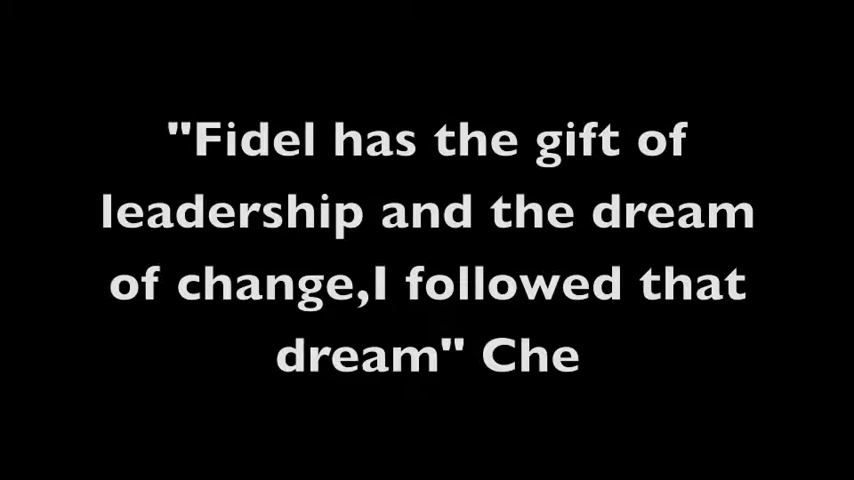 "Fidel has the gift of
leadership and the dream
of change,I followed that
dream" Che